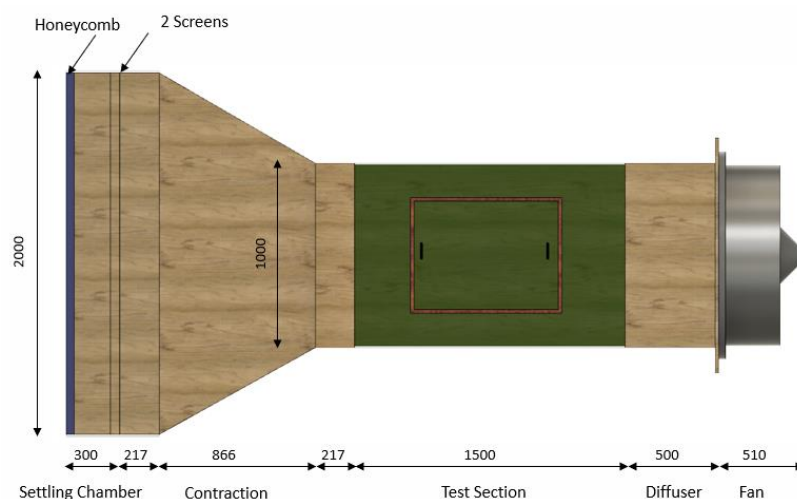 Honeycomb
2 Screens
2000
1000
300
217
866
217
1500
500
510
Settling Chamber
Contraction
Test Section
Diffuser
Fan